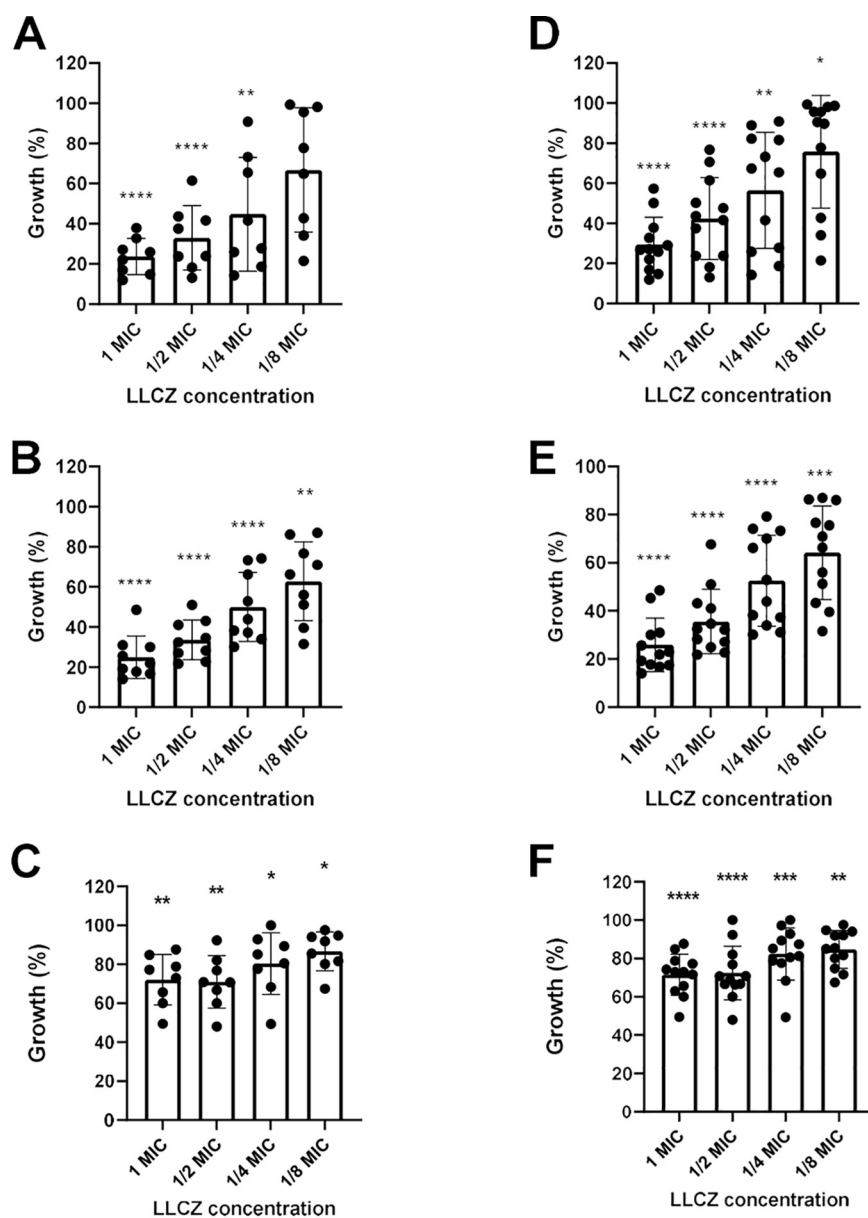 A
120
100
80
60
40
20
0
Growth (%)
****
****
**
1 MIC
1/2 MIC
1/4 MIC
1/8 MIC
LLCZ concentration
D
120
100
80
60
40
20
0
Growth (%)
****
****
**
*
1 MIC
1/2 MIC
1/4 MIC
1/8 MIC
LLCZ concentration
B
120
100
80
60
40
20
0
Growth (%)
****
****
****
**
1 MIC
1/2 MIC
1/4 MIC
1/8 MIC
LLCZ concentration
E
100
80
60
40
20
0
Growth (%)
****
****
****
***
1 MIC
1/2 MIC
1/4 MIC
1/8 MIC
LLCZ concentration
C
120
100
80
60
40
20
0
Growth (%)
**
**
*
*
1 MIC
1/2 MIC
1/4 MIC
1/8 MIC
LLCZ concentration
F
120
100
80
60
40
20
0
Growth (%)
****
****
***
**
1 MIC
1/2 MIC
1/4 MIC
1/8 MIC
LLCZ concentration